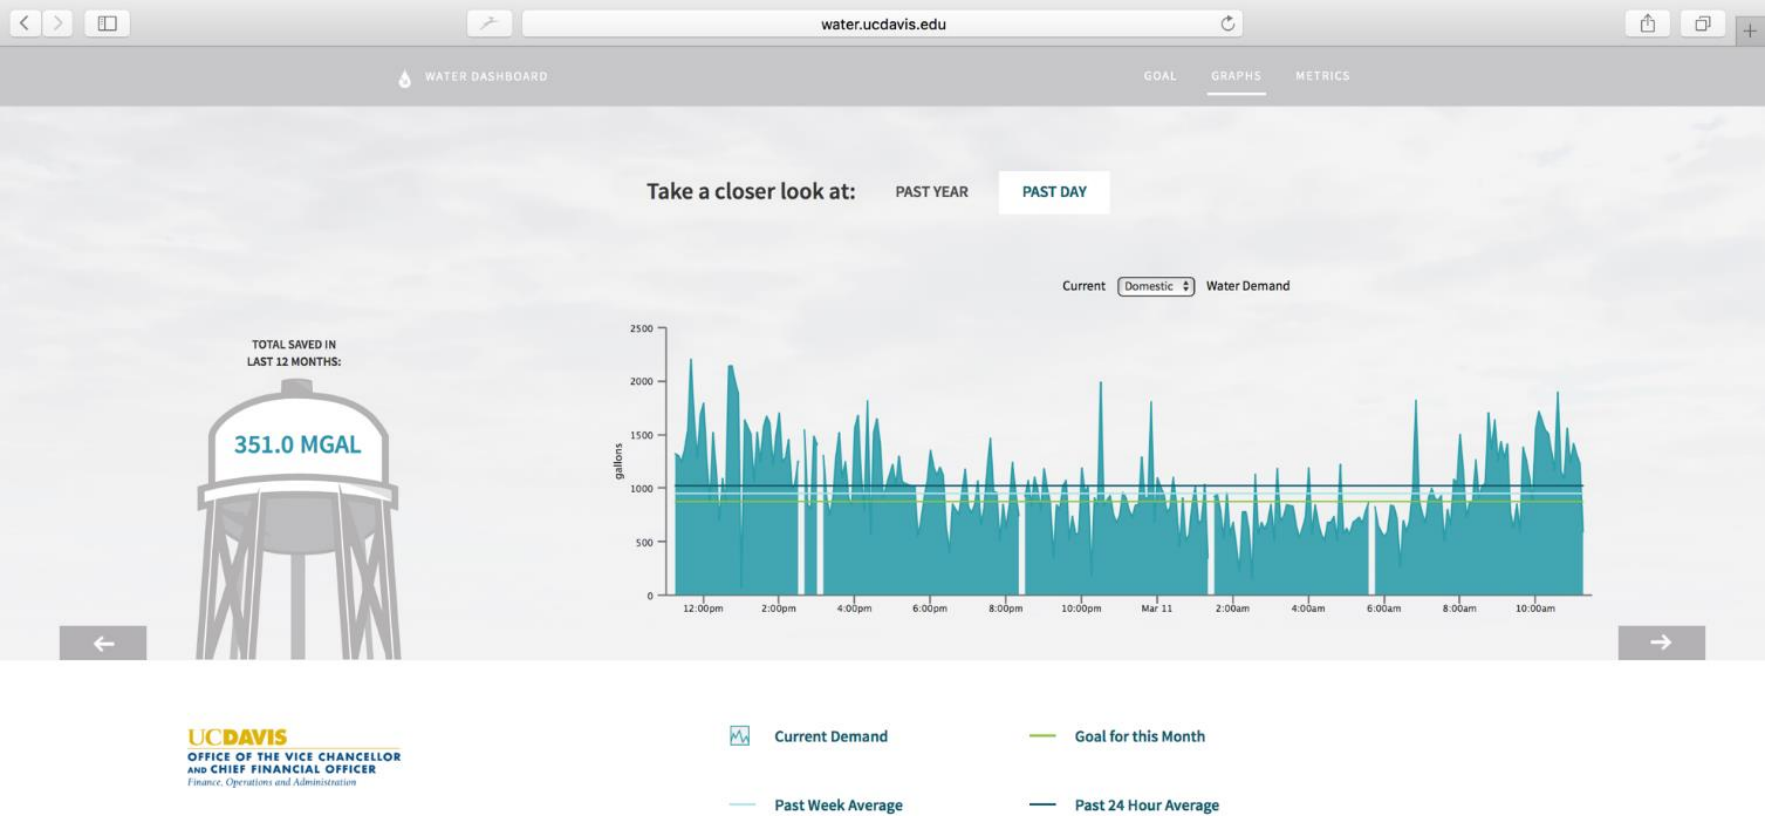 water.ucdavis.edu
WATER DASHBOARD
GOAL
GRAPHS
METRICS
Take a closer look at:
PAST YEAR
PAST DAY
Current Domestic Water Demand
TOTAL SAVED IN
LAST 12 MONTHS:
351.0 MGAL
gallons
2500
2000
1500
1000
500
0
12:00pm
2:00pm
4:00pm
6:00pm
8:00pm
10:00pm
Mar 11
2:00am
4:00am
6:00am
8:00am
10:00am
UCDAVIS
OFFICE OF THE VICE CHANCELLOR
AND CHIEF FINANCIAL OFFICER
Finance, Operations and Administration
Current Demand
Goal for this Month
Past Week Average
Past 24 Hour Average